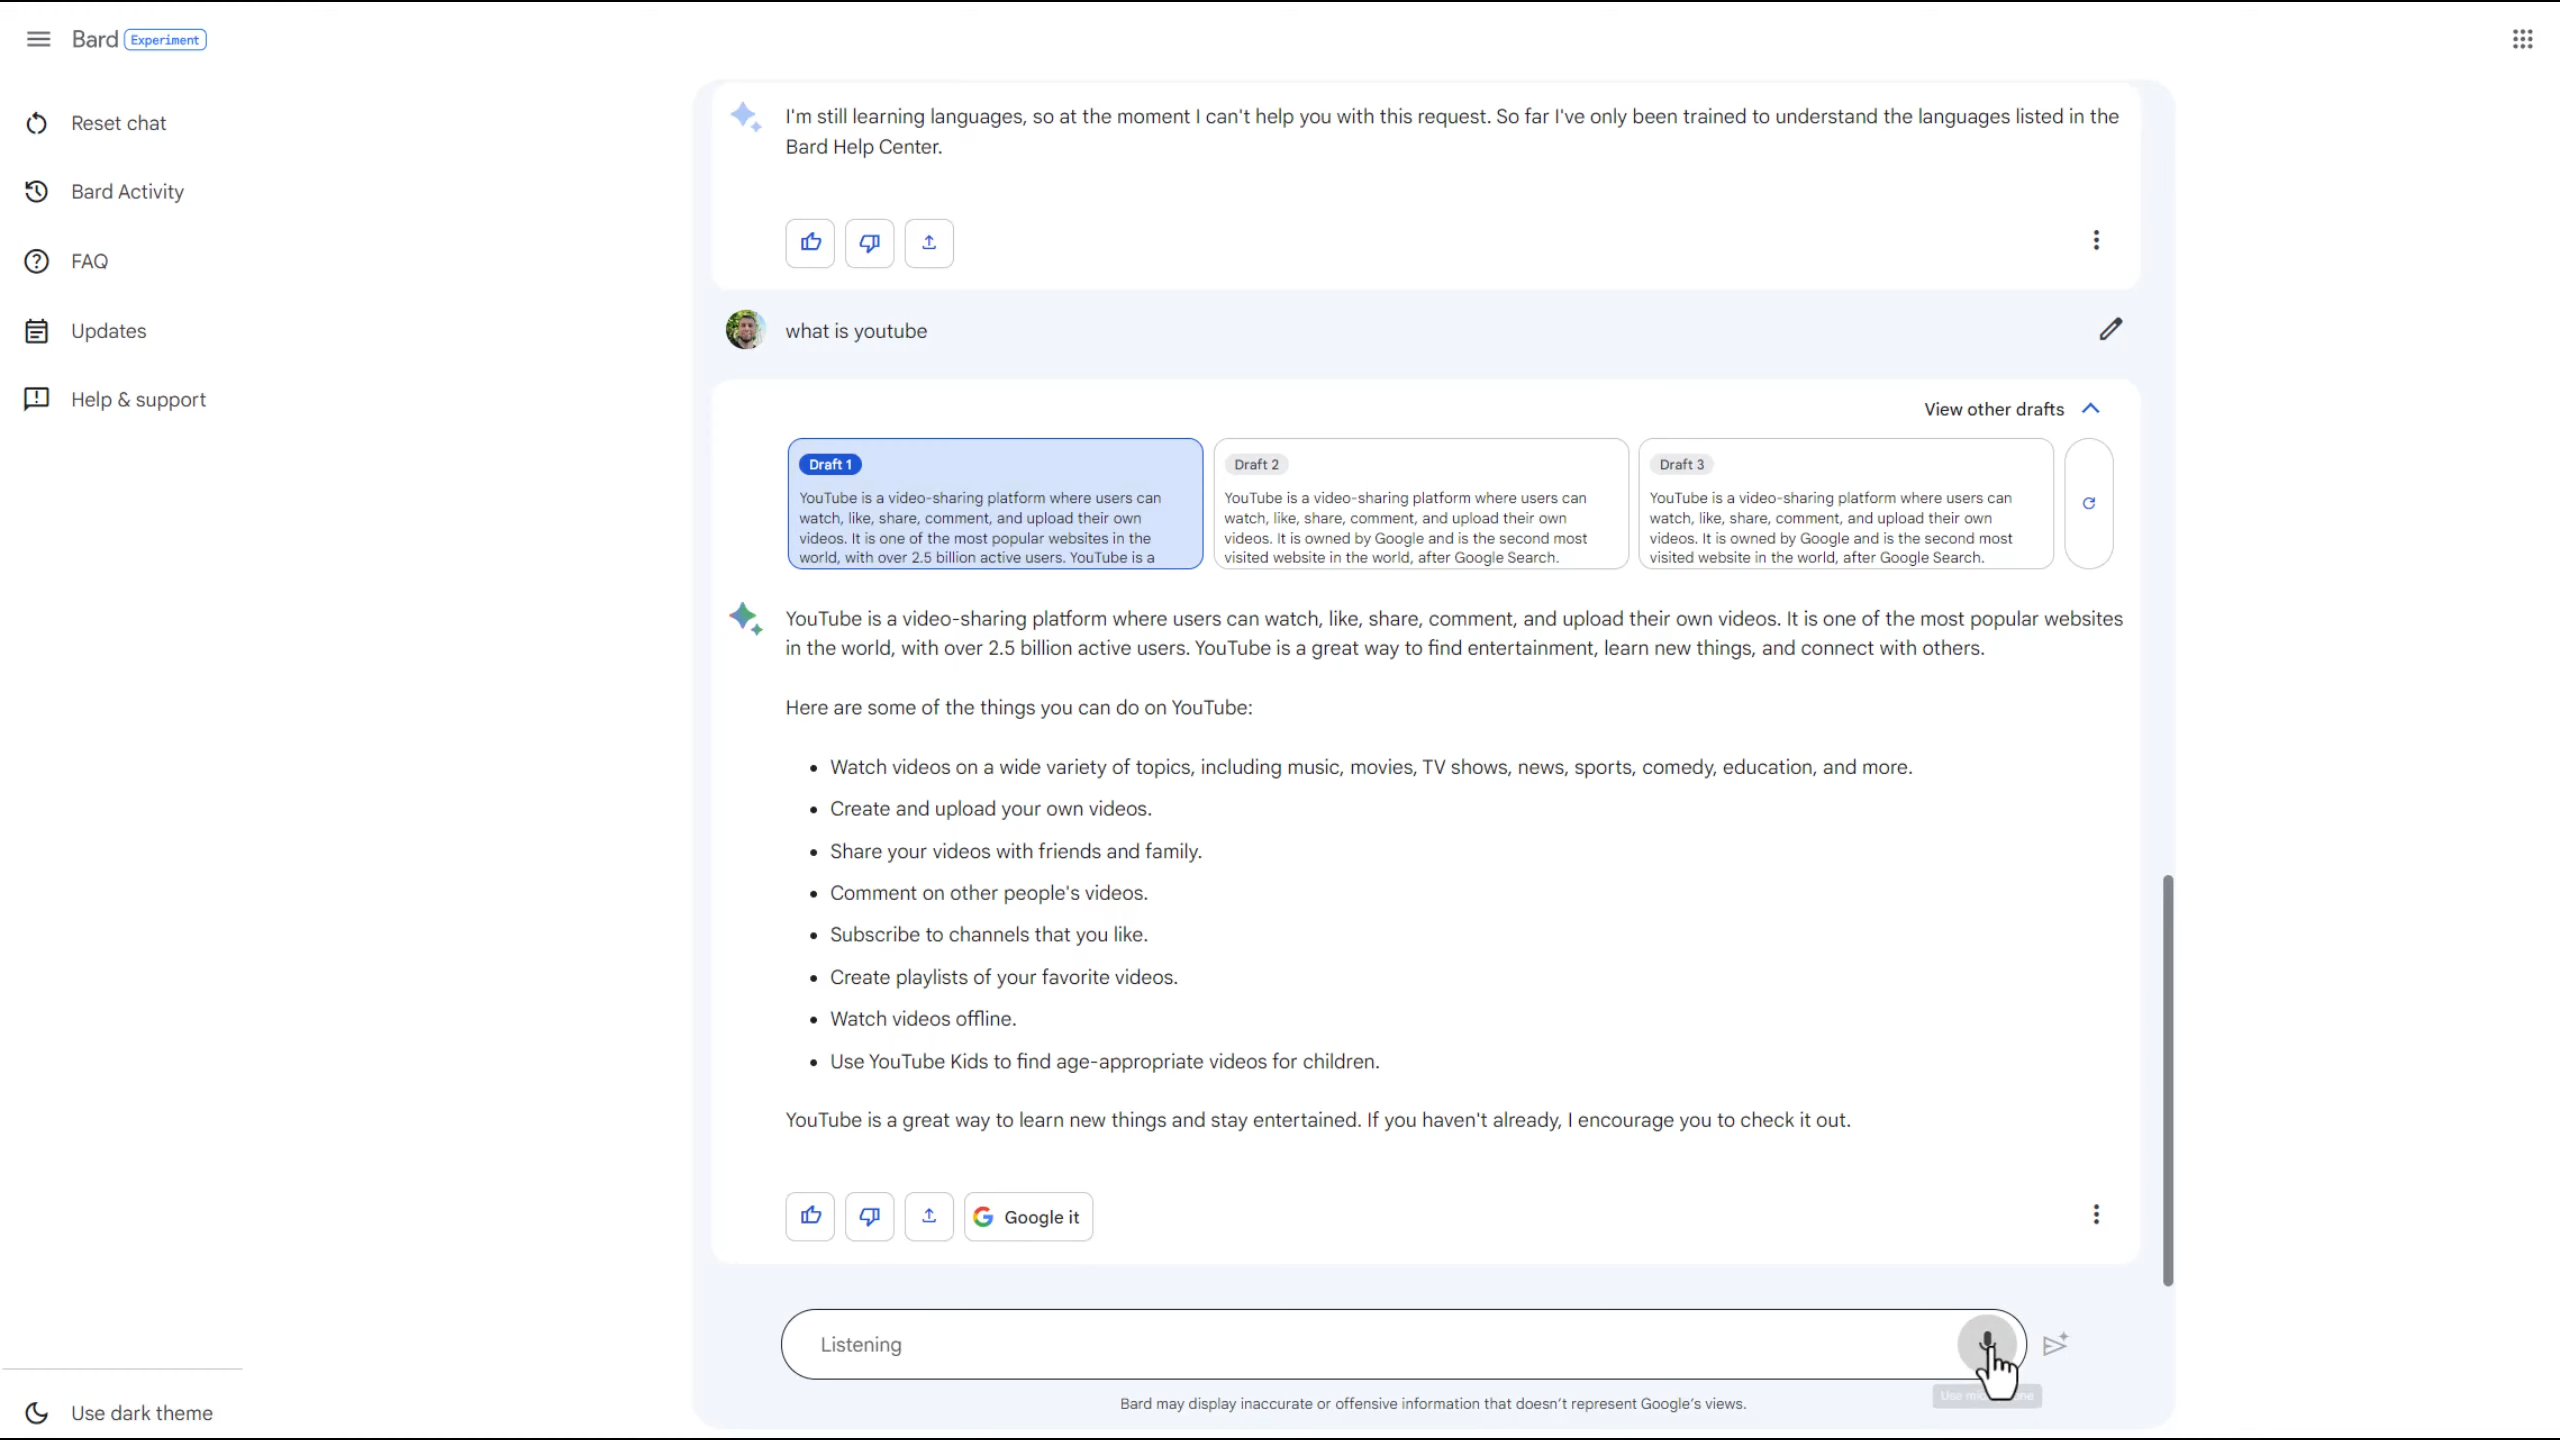 Bard Experiment
Reset chat
Bard Activity
FAQ
Updates
Help & support
Use dark theme
I'm still learning languages, so at the moment I can't help you with this request. So far I've only been trained to understand the languages listed in the
Bard Help Center.
what is youtube
View other drafts
Draft 1
YouTube is a video-sharing platform where users can
watch, like, share, comment, and upload their own
videos. It is one of the most popular websites in the
world, with over 2.5 billion active users. YouTube is a
Draft 2
YouTube is a video-sharing platform where users can
watch, like, share, comment, and upload their own
videos. It is owned by Google and is the second most
visited website in the world, after Google Search.
Draft 3
YouTube is a video-sharing platform where users can
watch, like, share, comment, and upload their own
videos. It is owned by Google and is the second most
visited website in the world, after Google Search.
YouTube is a video-sharing platform where users can watch, like, share, comment, and upload their own videos. It is one of the most popular websites
in the world, with over 2.5 billion active users. YouTube is a great way to find entertainment, learn new things, and connect with others.
Here are some of the things you can do on YouTube:
• Watch videos on a wide variety of topics, including music, movies, TV shows, news, sports, comedy, education, and more.
• Create and upload your own videos.
• Share your videos with friends and family.
• Comment on other people's videos.
• Subscribe to channels that you like.
• Create playlists of your favorite videos.
• Watch videos offline.
• Use YouTube Kids to find age-appropriate videos for children.
YouTube is a great way to learn new things and stay entertained. If you haven't already, I encourage you to check it out.
Google it
Listening
Use
Bard may display inaccurate or offensive information that doesn't represent Google's views.